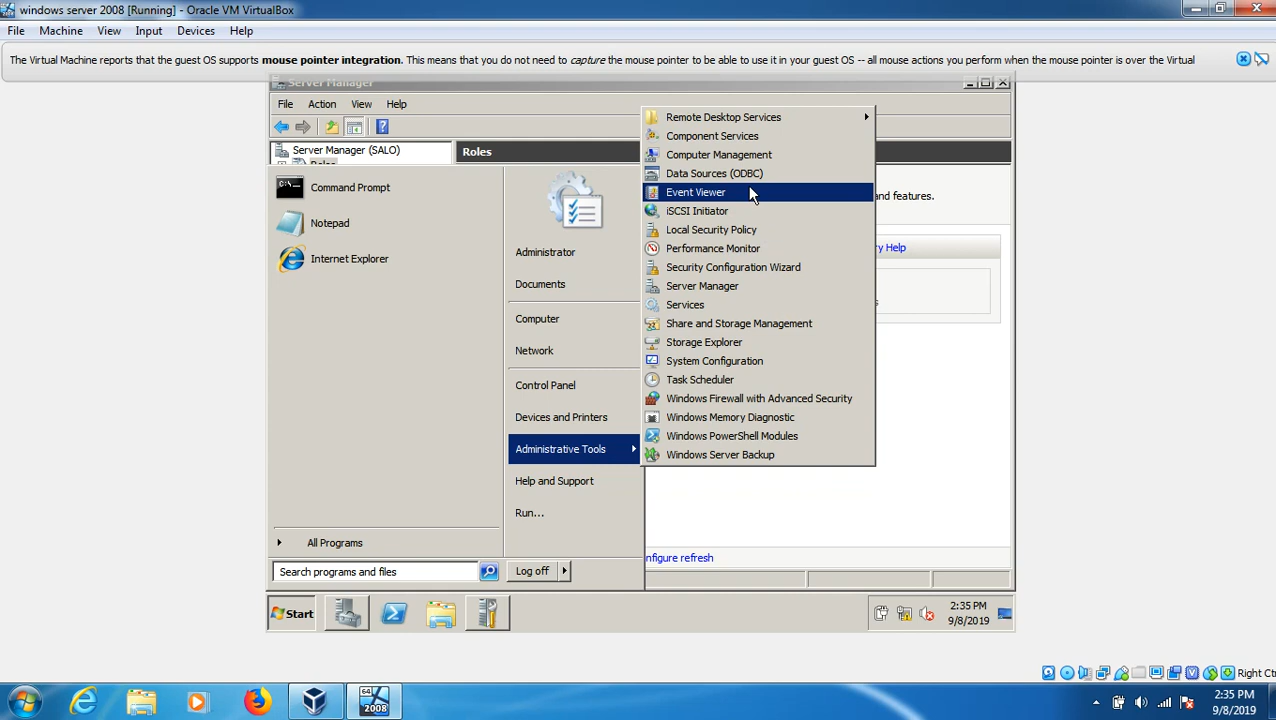 windows server 2008 [Running] - Oracle VM VirtualBox
File Machine View Input Devices Help
The Virtual Machine reports that the guest OS supports mouse pointer integration. This means that you do not need to capture the mouse pointer to be able to use it in your guest OS -- all mouse actions you perform when the mouse pointer is over the Virtual
Server Manager
File Action View Help
Server Manager (SALO)
Roles
Roles
and features.
ry Help
s
nfigure refresh
Command Prompt
Notepad
Internet Explorer
All Programs
Search programs and files
Administrator
Documents
Computer
Network
Control Panel
Devices and Printers
Administrative Tools
Help and Support
Run...
Log off
Remote Desktop Services
Component Services
Computer Management
Data Sources (ODBC)
Event Viewer
iSCSI Initiator
Local Security Policy
Performance Monitor
Security Configuration Wizard
Server Manager
Services
Share and Storage Management
Storage Explorer
System Configuration
Task Scheduler
Windows Firewall with Advanced Security
Windows Memory Diagnostic
Windows PowerShell Modules
Windows Server Backup
Start
2:35 PM
9/8/2019
Right Ctrl
64
2008
2:35 PM
9/8/2019